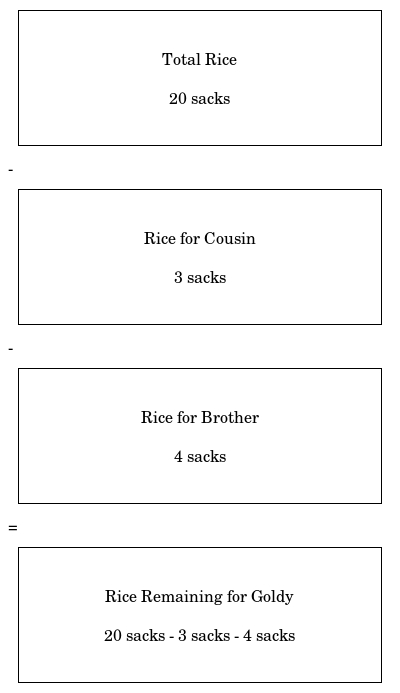 Total Rice
20 sacks
-
Rice for Cousin
3 sacks
-
Rice for Brother
4 sacks
=
Rice Remaining for Goldy
20 sacks - 3 sacks - 4 sacks